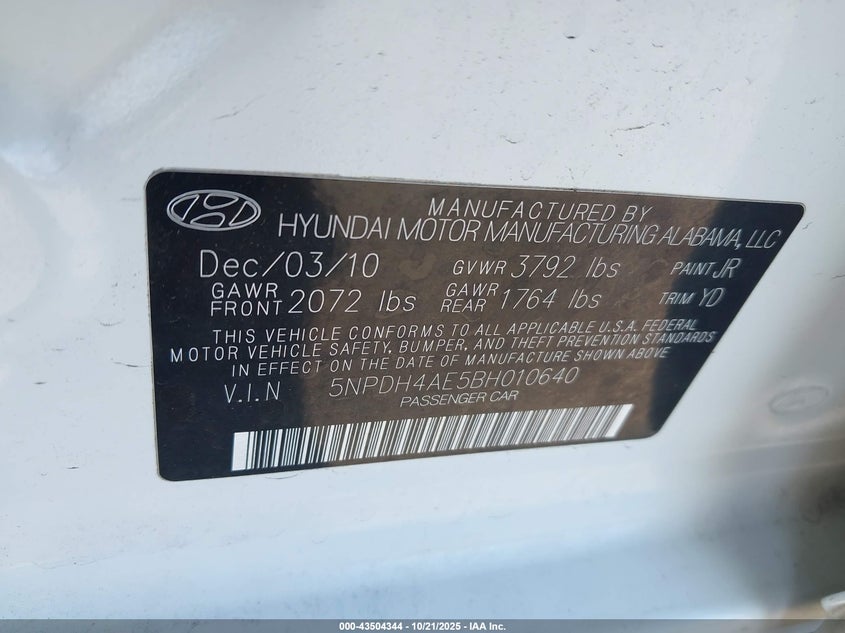 MANUFACTURED BY
HYUNDAI MOTOR MANUFACTURING ALABAMA, LLC
Dec/03/10 GVWR 3792 lbs PAINT JR
GAWR FRONT 2072 lbs GAWR REAR 1764 lbs TRIM YD
THIS VEHICLE CONFORMS TO ALL APPLICABLE U.S.A. FEDERAL
MOTOR VEHICLE SAFETY, BUMPER, AND THEFT PREVENTION STANDARDS
IN EFFECT ON THE DATE OF MANUFACTURE SHOWN ABOVE
V.I.N 5NPDH4AE5BH010640
PASSENGER CAR
000-43504344 | 10/21/2025 - IAA Inc.